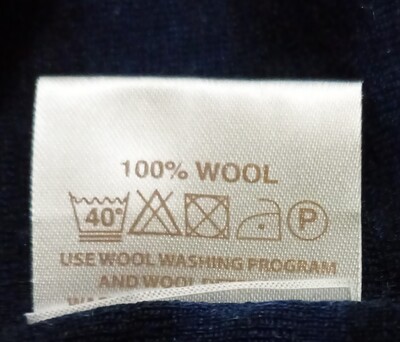 100% WOOL
40° P
USE WOOL WASHING PROGRAM
AND WOOL